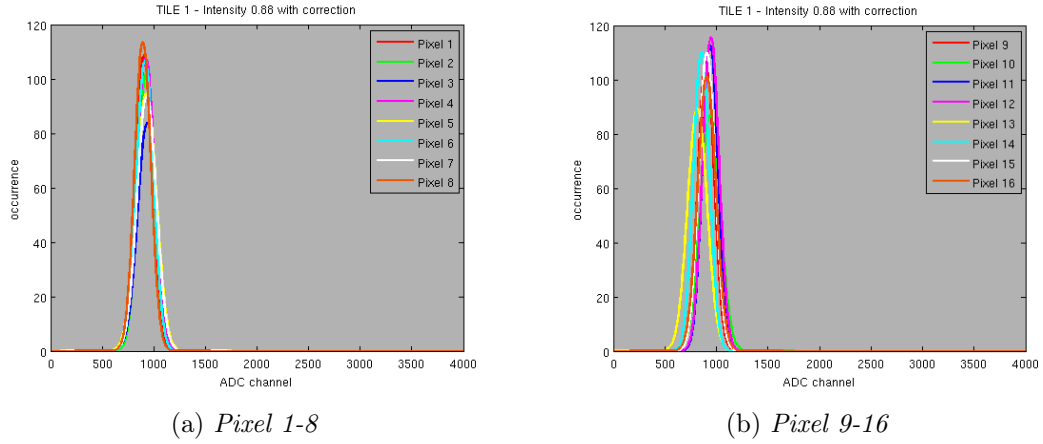 TILE 1 - Intensity 0.88 with correction
120
100
80
60
40
20
0
occurrence
Pixel 1
Pixel 2
Pixel 3
Pixel 4
Pixel 5
Pixel 6
Pixel 7
Pixel 8
0 500 1000 1500 2000 2500 3000 3500 4000
ADC channel
(a) Pixel 1-8
TILE 1 - Intensity 0.88 with correction
120
100
80
60
40
20
0
occurrence
Pixel 9
Pixel 10
Pixel 11
Pixel 12
Pixel 13
Pixel 14
Pixel 15
Pixel 16
0 500 1000 1500 2000 2500 3000 3500 4000
ADC channel
(b) Pixel 9-16